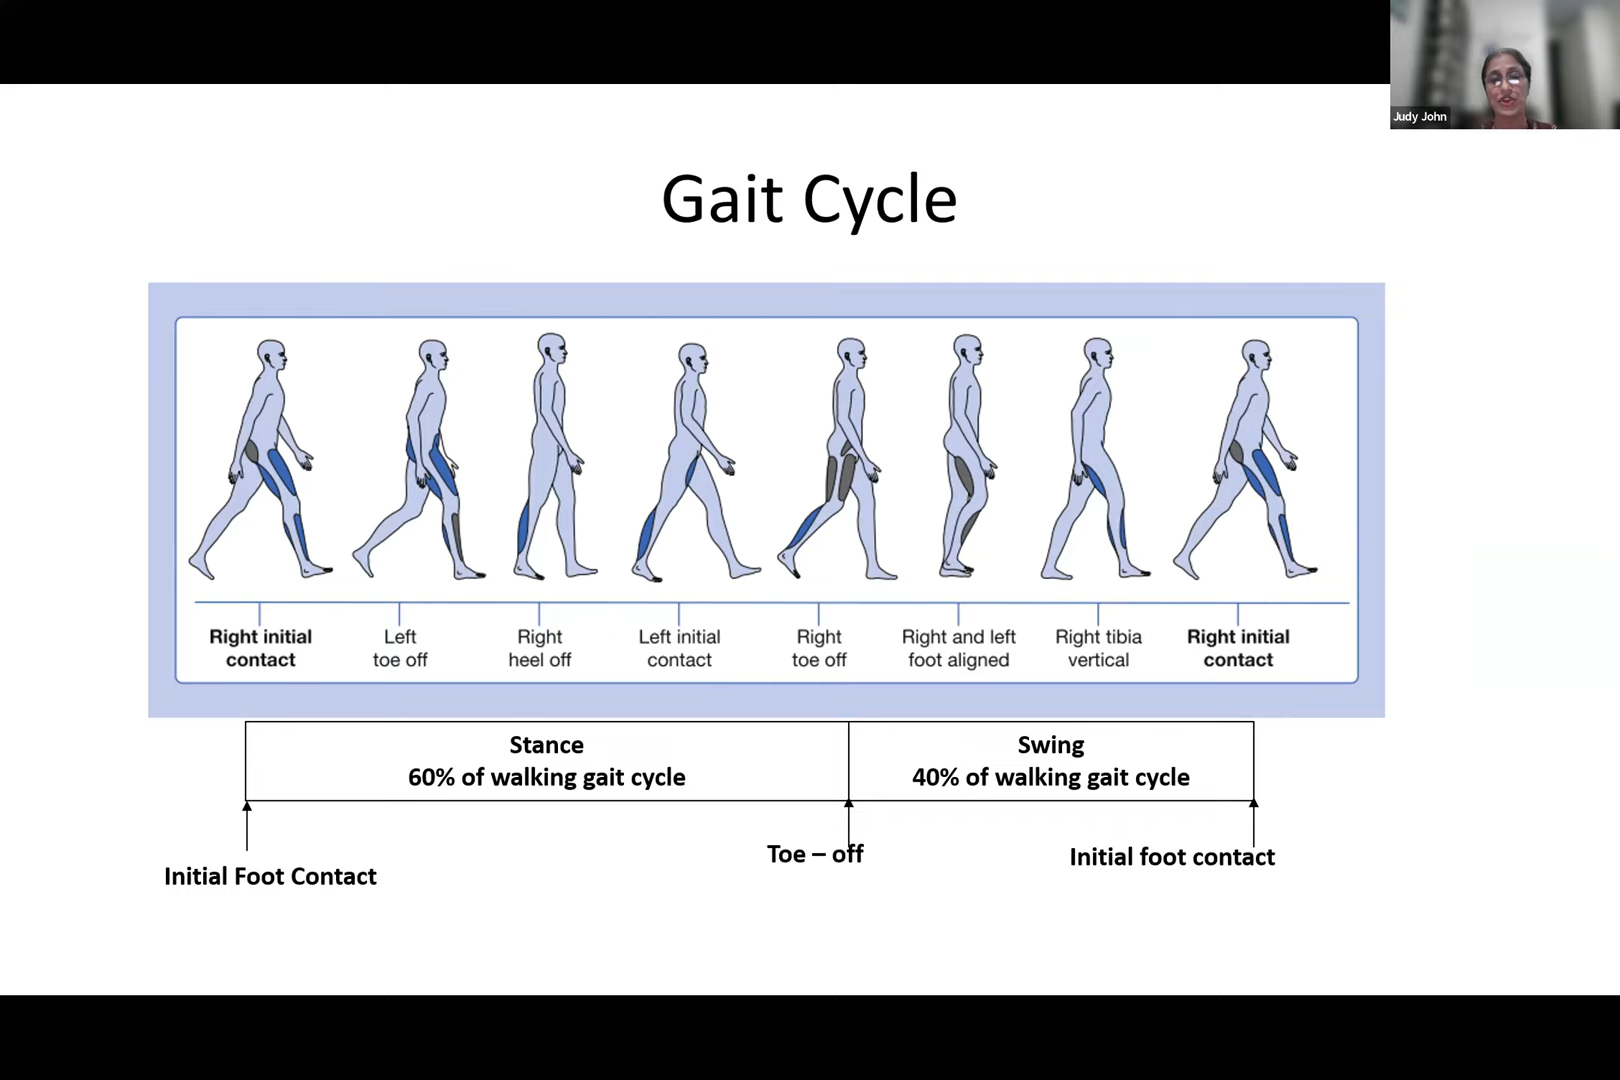 Judy John
Gait Cycle
Right initial
contact
Left
toe off
Right
heel off
Left initial
contact
Right
toe off
Right and left
foot aligned
Right tibia
vertical
Right initial
contact
Stance
60% of walking gait cycle
Swing
40% of walking gait cycle
Toe – off
Initial foot contact
Initial Foot Contact